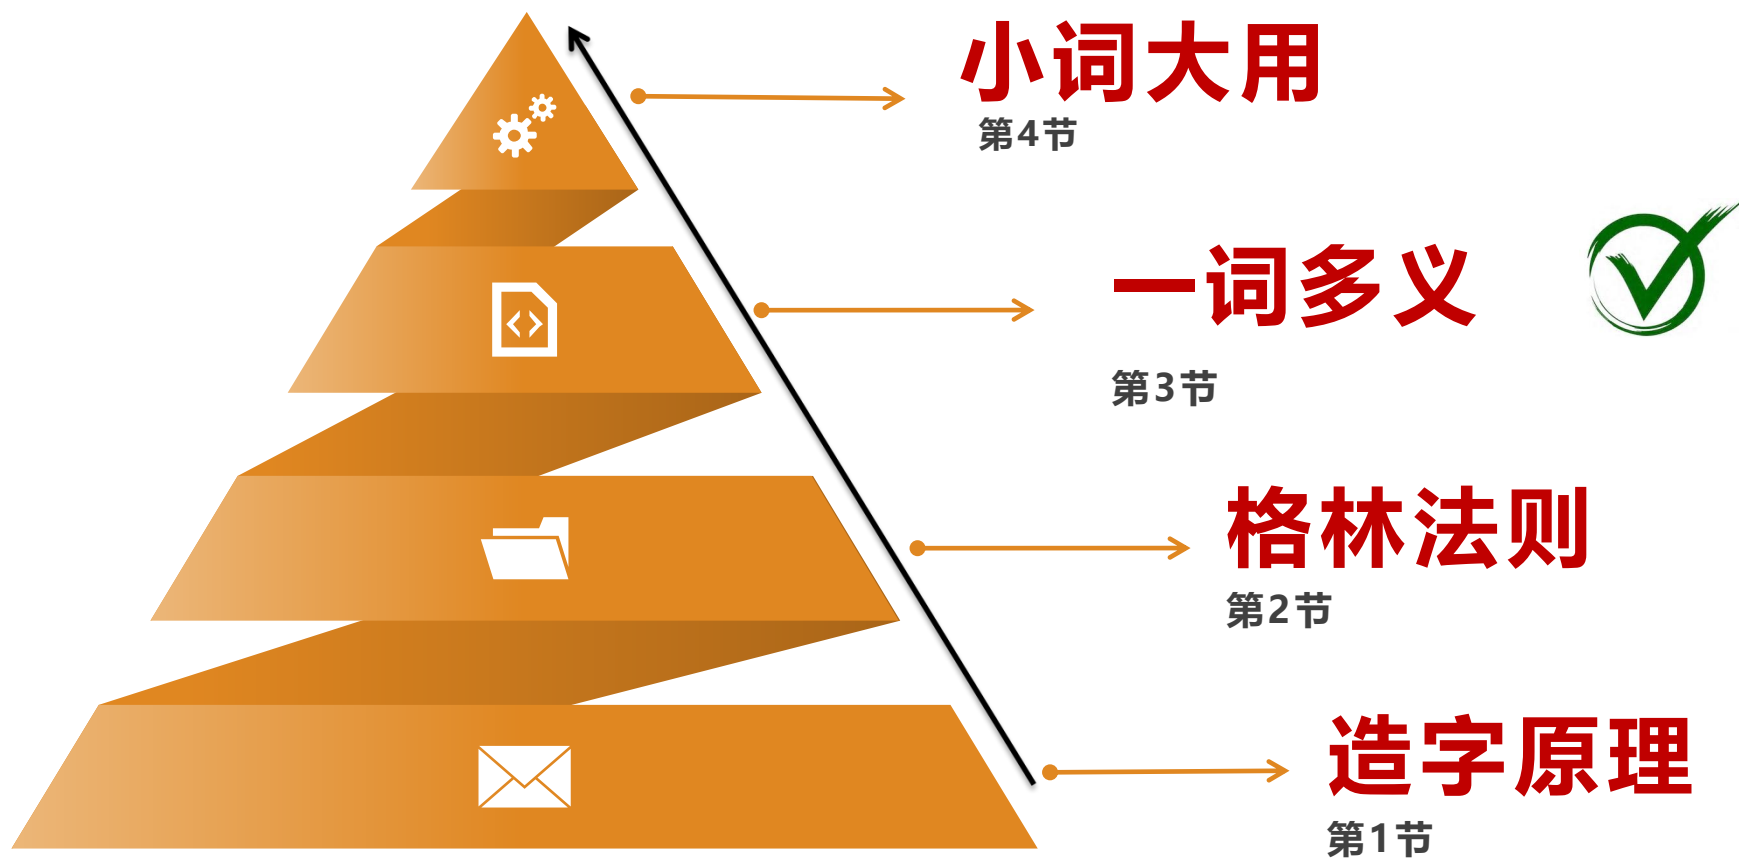 小词大用
第4节
一词多义
第3节
格林法则
第2节
造字原理
第1节